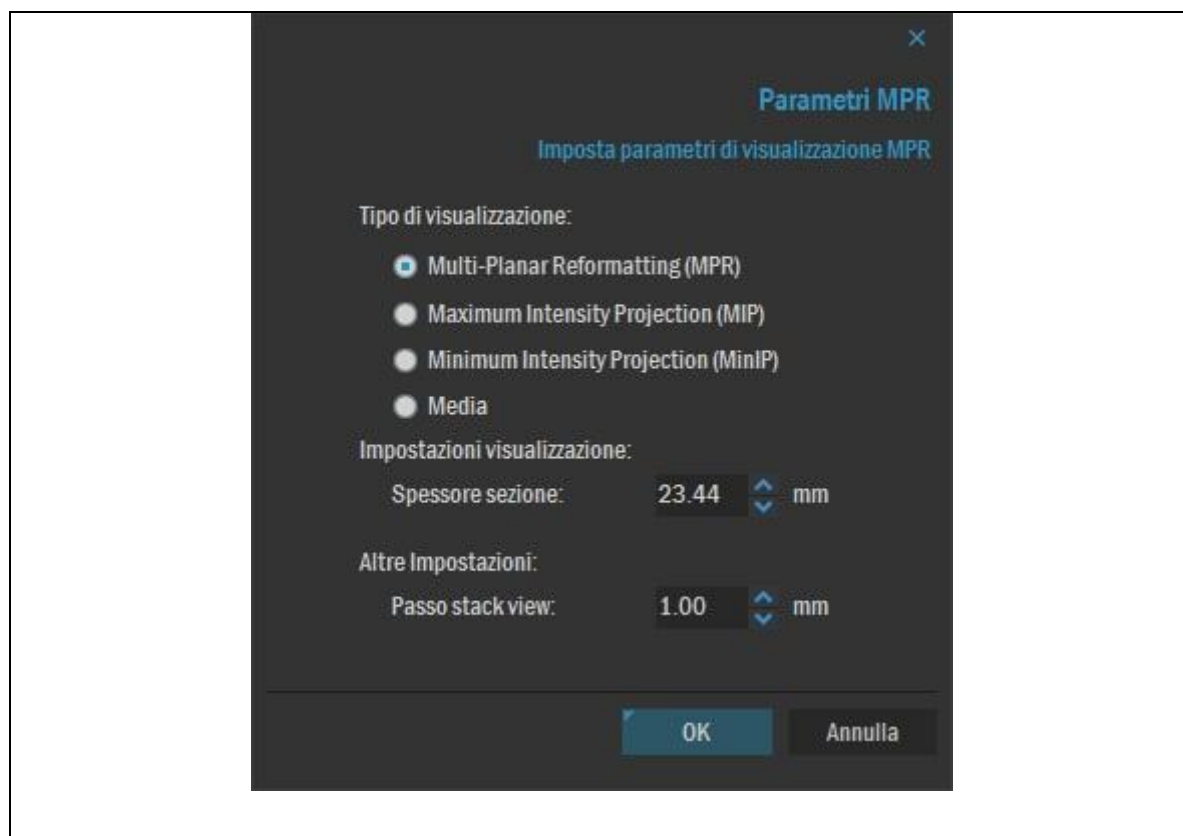 Parametri MPR
Imposta parametri di visualizzazione MPR
Tipo di visualizzazione:
Multi-Planar Reformatting (MPR)
Maximum Intensity Projection (MIP)
Minimum Intensity Projection (MinIP)
Media
Impostazioni visualizzazione:
Spessore sezione: 23.44 mm
Altre Impostazioni:
Passo stack view: 1.00 mm
OK Annulla